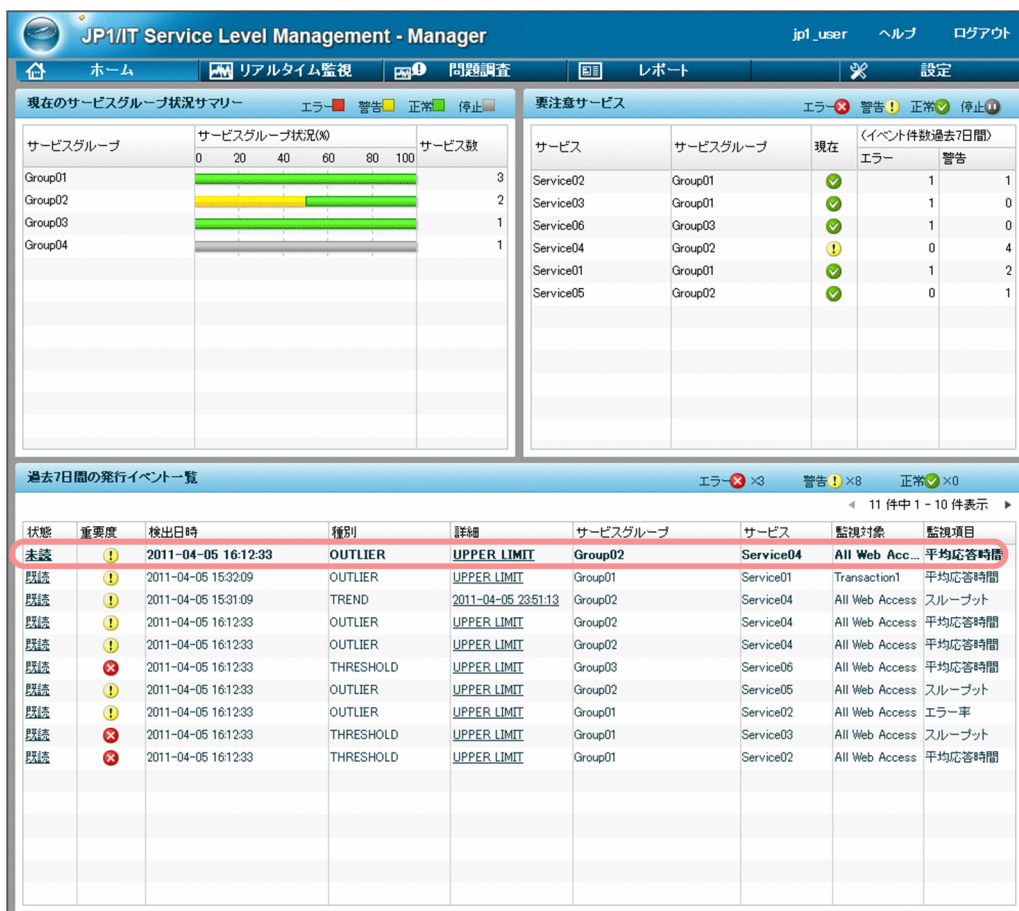 JP1/IT Service Level Management - Manager jp1_user ヘルプ ログアウト
ホーム リアルタイム監視 問題調査 レポート 設定
現在のサービスグループ状況サマリー エラー 警告 正常 停止
サービスグループ サービスグループ状況(%) サービス数
0 20 40 60 80 100
Group01 3
Group02 2
Group03 1
Group04 1
要注意サービス エラー 警告 正常 停止
サービス サービスグループ 現在 〈イベント件数過去7日間〉
エラー 警告
Service02 Group01 1 1
Service03 Group01 1 0
Service06 Group03 1 0
Service04 Group02 0 4
Service01 Group01 1 2
Service05 Group02 0 1
過去7日間の発行イベント一覧 エラー ×3 警告 ×8 正常 ×0
11 件中 1 - 10 件表示
状態 重要度 検出日時 種別 詳細 サービスグループ サービス 監視対象 監視項目
未読 2011-04-05 16:12:33 OUTLIER UPPER LIMIT Group02 Service04 All Web Acc... 平均応答時間
既読 2011-04-05 15:32:09 OUTLIER UPPER LIMIT Group01 Service01 Transaction1 平均応答時間
既読 2011-04-05 15:31:09 TREND 2011-04-05 23:51:13 Group02 Service04 All Web Access スループット
既読 2011-04-05 16:12:33 OUTLIER UPPER LIMIT Group02 Service04 All Web Access 平均応答時間
既読 2011-04-05 16:12:33 OUTLIER UPPER LIMIT Group02 Service04 All Web Access 平均応答時間
既読 2011-04-05 16:12:33 THRESHOLD UPPER LIMIT Group03 Service06 All Web Access 平均応答時間
既読 2011-04-05 16:12:33 OUTLIER UPPER LIMIT Group02 Service05 All Web Access スループット
既読 2011-04-05 16:12:33 OUTLIER UPPER LIMIT Group01 Service02 All Web Access エラー率
既読 2011-04-05 16:12:33 THRESHOLD UPPER LIMIT Group01 Service03 All Web Access スループット
既読 2011-04-05 16:12:33 THRESHOLD UPPER LIMIT Group01 Service02 All Web Access 平均応答時間